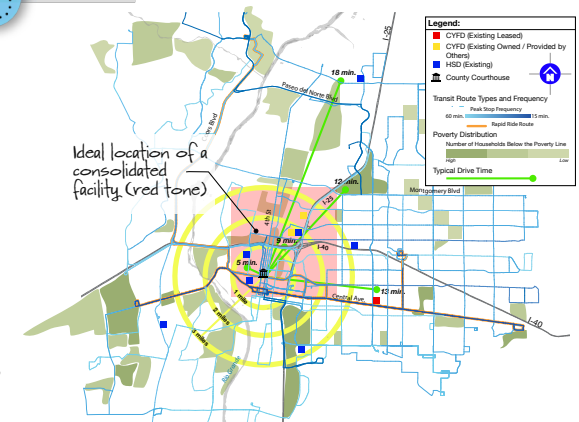 Legend:
CYFD (Existing Leased)
CYFD (Existing Owned / Provided by
Others)
HSD (Existing)
County Courthouse
Transit Route Types and Frequency
Peak Stop Frequency
60 min.
15 min.
Rapid Ride Route
Poverty Distribution
Number of Households Below the Poverty Line
High
Low
Typical Drive Time
N
I-25
18 min.
Paseo del Norte Blvd
Ideal location of a
consolidated
facility (red tone)
12 min.
Montgomery Blvd
I-25
4th St
9 min.
I-40
5 min.
13 min.
Central Ave
1 mile
2 miles
3 miles
I-40
Rio Grande